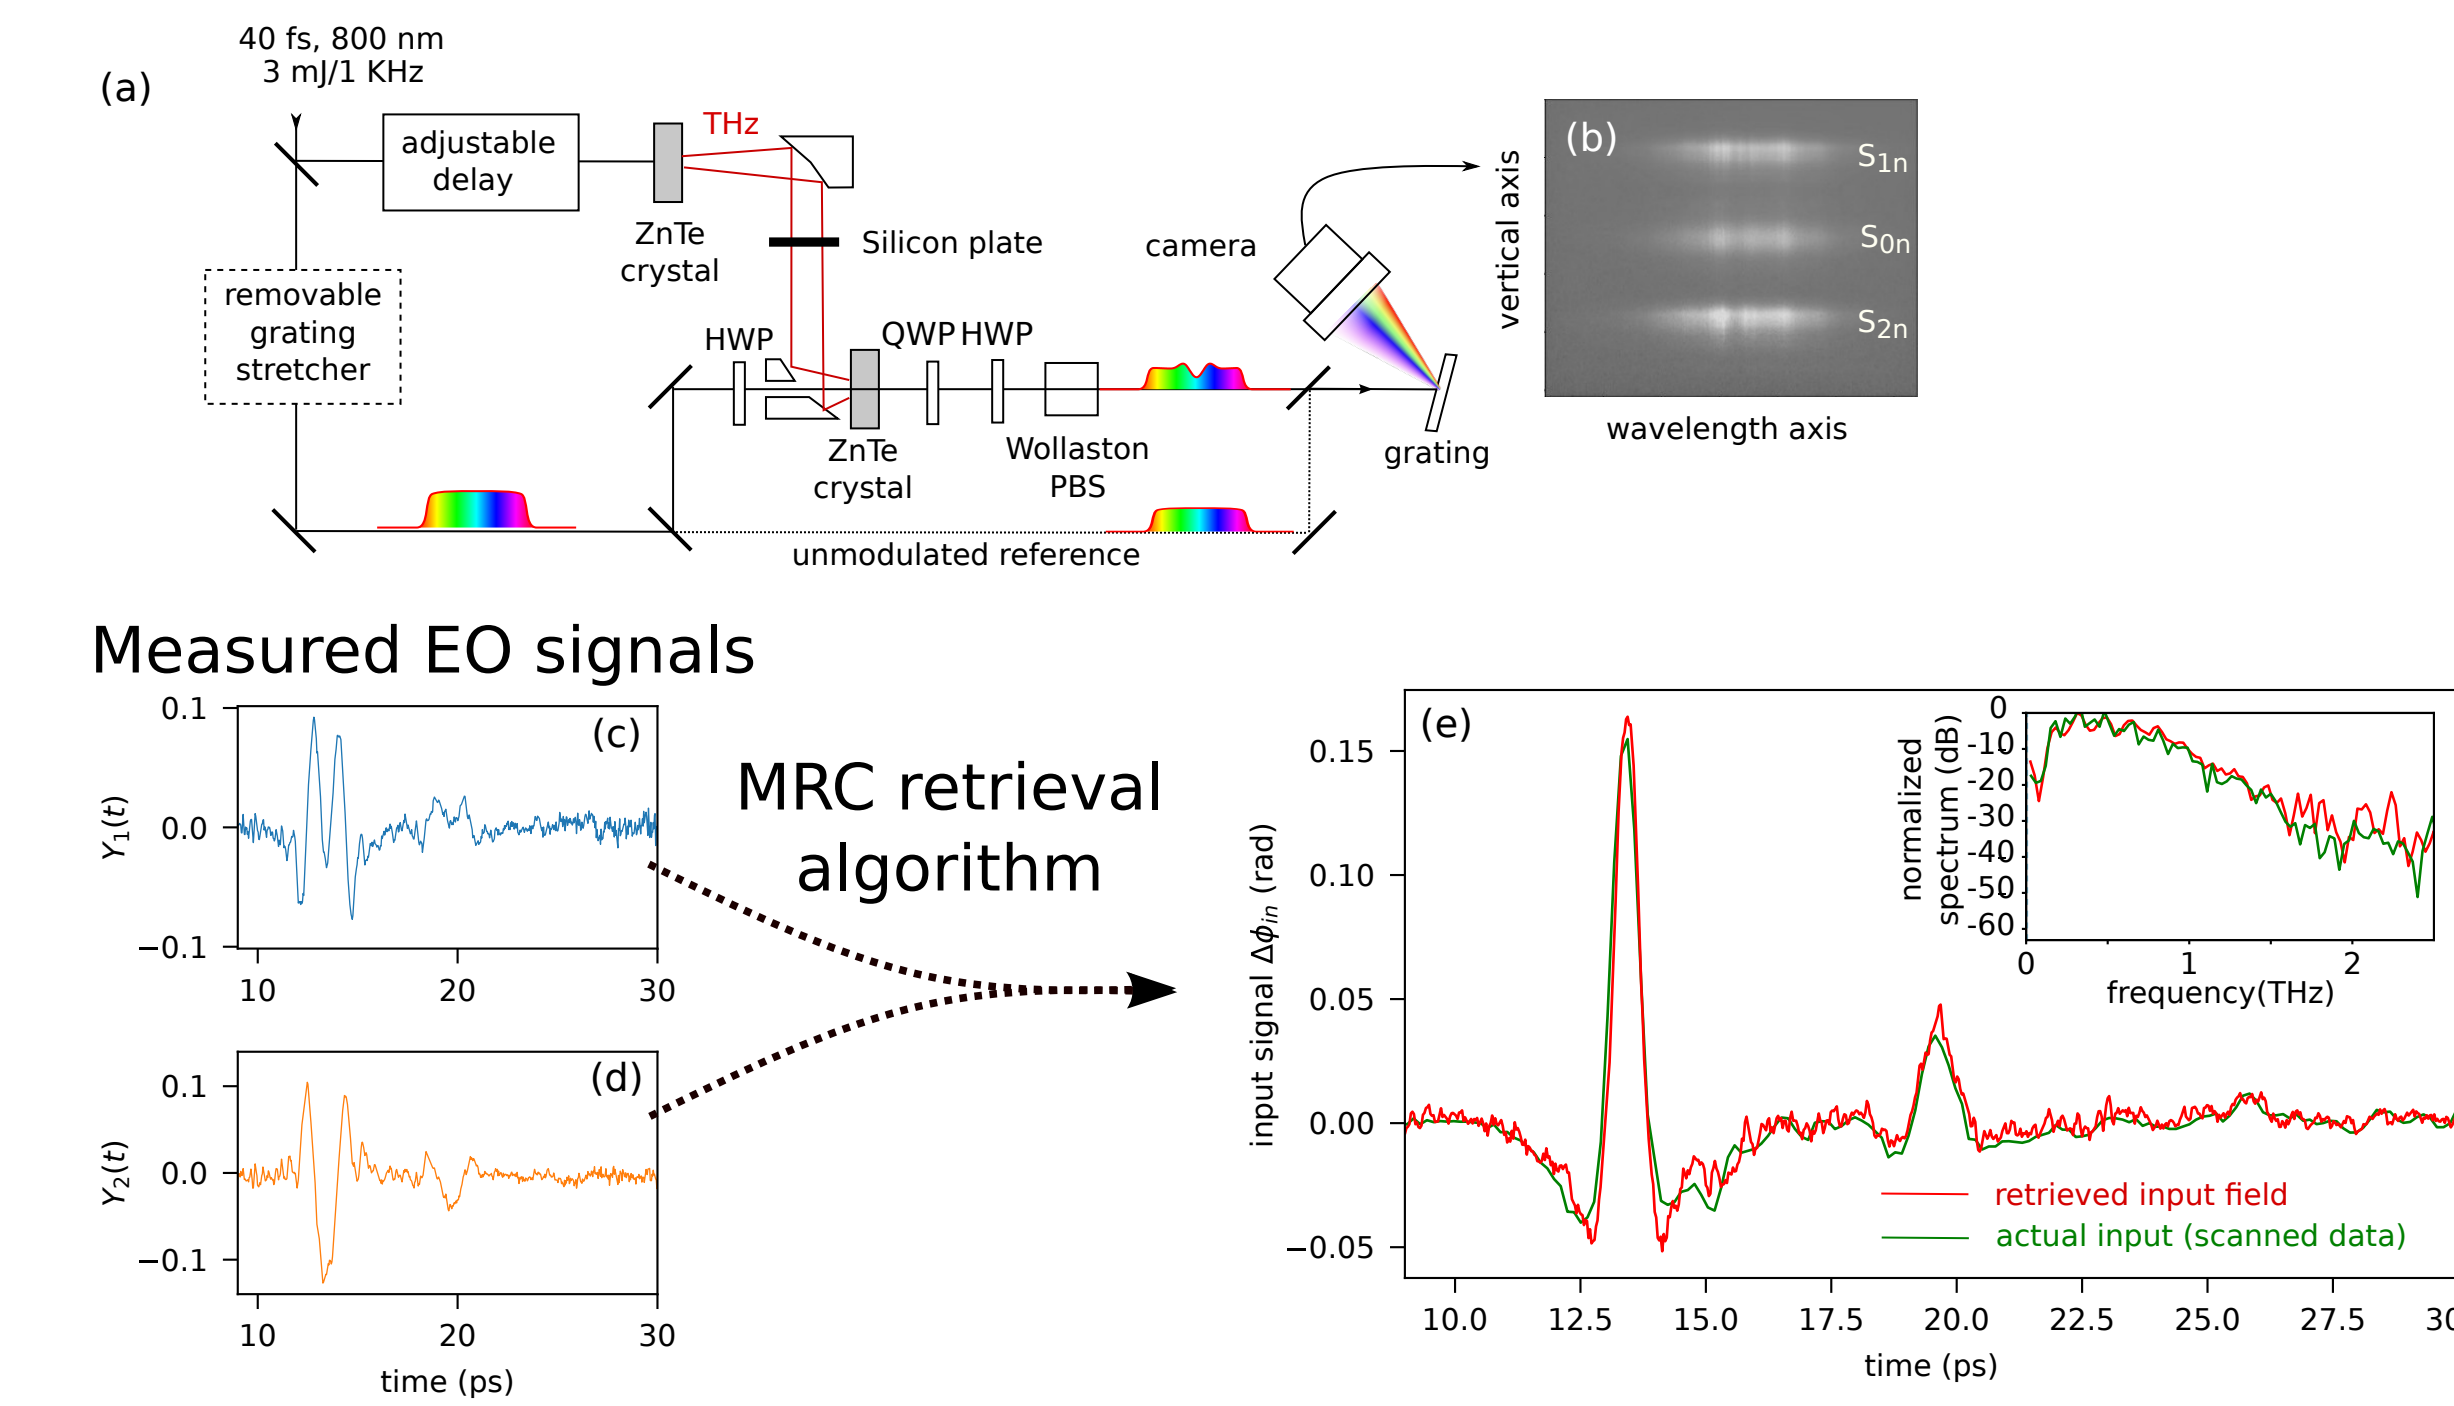 40 fs, 800 nm
3 mJ/1 KHz
(a)
adjustable
delay
THz
ZnTe
crystal
Silicon plate
removable
grating
stretcher
HWP
QWP HWP
ZnTe
crystal
Wollaston
PBS
camera
grating
unmodulated reference
(b)
S1n
S0n
S2n
vertical axis
wavelength axis
Measured EO signals
(c)
0.1
0.0
−0.1
Y1(t)
10 20 30
MRC retrieval
algorithm
(d)
0.1
0.0
−0.1
Y2(t)
10 20 30
time (ps)
(e)
0.15
0.10
0.05
0.00
−0.05
input signal Δϕin (rad)
10.0 12.5 15.0 17.5 20.0 22.5 25.0 27.5
time (ps)
normalized
spectrum (dB)
0
-10
-20
-30
-40
-50
-60
0 1 2
frequency(THz)
retrieved input field
actual input (scanned data)